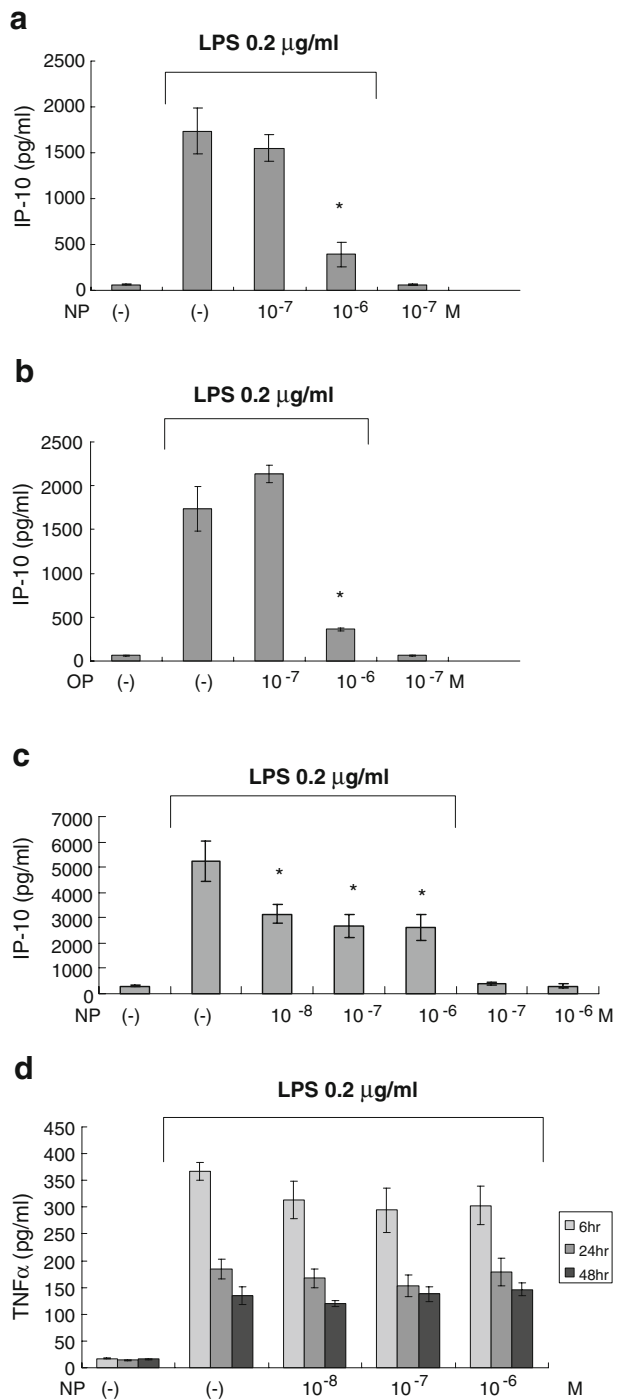 a
LPS 0.2 μg/ml
2500
2000
1500
1000
500
0
IP-10 (pg/ml)
NP (-) (-) 10-7 10-6 10-7 M
*
b
LPS 0.2 μg/ml
2500
2000
1500
1000
500
0
IP-10 (pg/ml)
OP (-) (-) 10-7 10-6 10-7 M
*
c
LPS 0.2 μg/ml
7000
6000
5000
4000
3000
2000
1000
0
IP-10 (pg/ml)
* * *
NP (-) (-) 10-8 10-7 10-6 10-7 10-6 M
d
LPS 0.2 μg/ml
450
400
350
300
250
200
150
100
50
0
TNFα (pg/ml)
6hr
24hr
48hr
NP (-) (-) 10-8 10-7 10-6 M